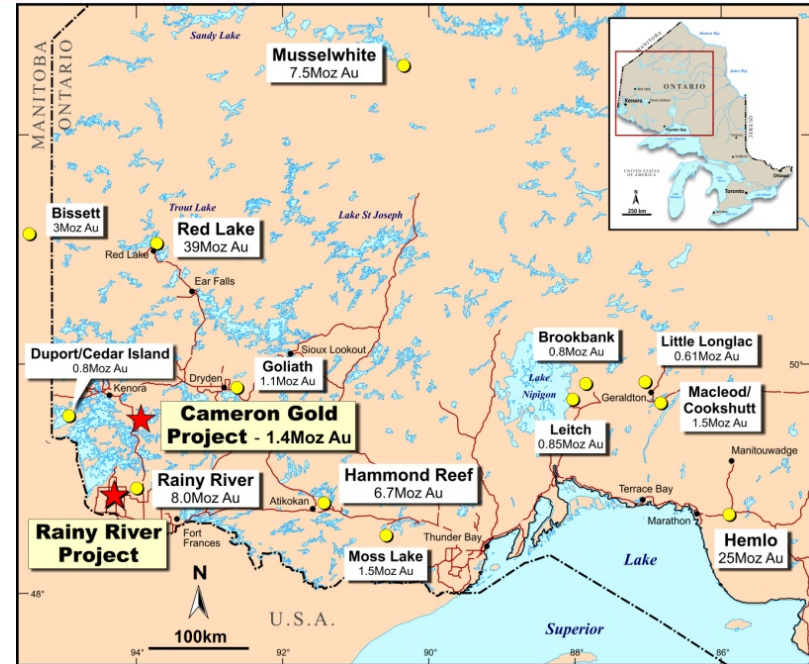 Sandy Lake
Musselwhite
7.5Moz Au
MANITOBA
ONTARIO
MANITOBA
ONTARIO
QUEBEC
Hudson Bay
James Bay
Red Lake
Kenora
Thunder Bay
UNITED STATES
OF AMERICA
Toronto
Ottawa
N
250 km
Bissett
3Moz Au
Trout Lake
Red Lake
39Moz Au
Red Lake
Lake St Joseph
Ear Falls
Duport/Cedar Island
0.8Moz Au
Kenora
Dryden
Goliath
1.1Moz Au
Sioux Lookout
Brookbank
0.8Moz Au
Little Longlac
0.61Moz Au
50°
Lake
Nipigon
Geraldton
Macleod/
Cookshutt
1.5Moz Au
Cameron Gold
Project - 1.4Moz Au
Leitch
0.85Moz Au
Manitouwadge
Rainy River
8.0Moz Au
Hammond Reef
6.7Moz Au
Atikokan
Terrace Bay
Marathon
Rainy River
Project
Fort
Frances
Moss Lake
1.5Moz Au
Thunder Bay
Hemlo
25Moz Au
Lake
Superior
N
100km
U.S.A.
48°
94°
92°
90°
88°
86°